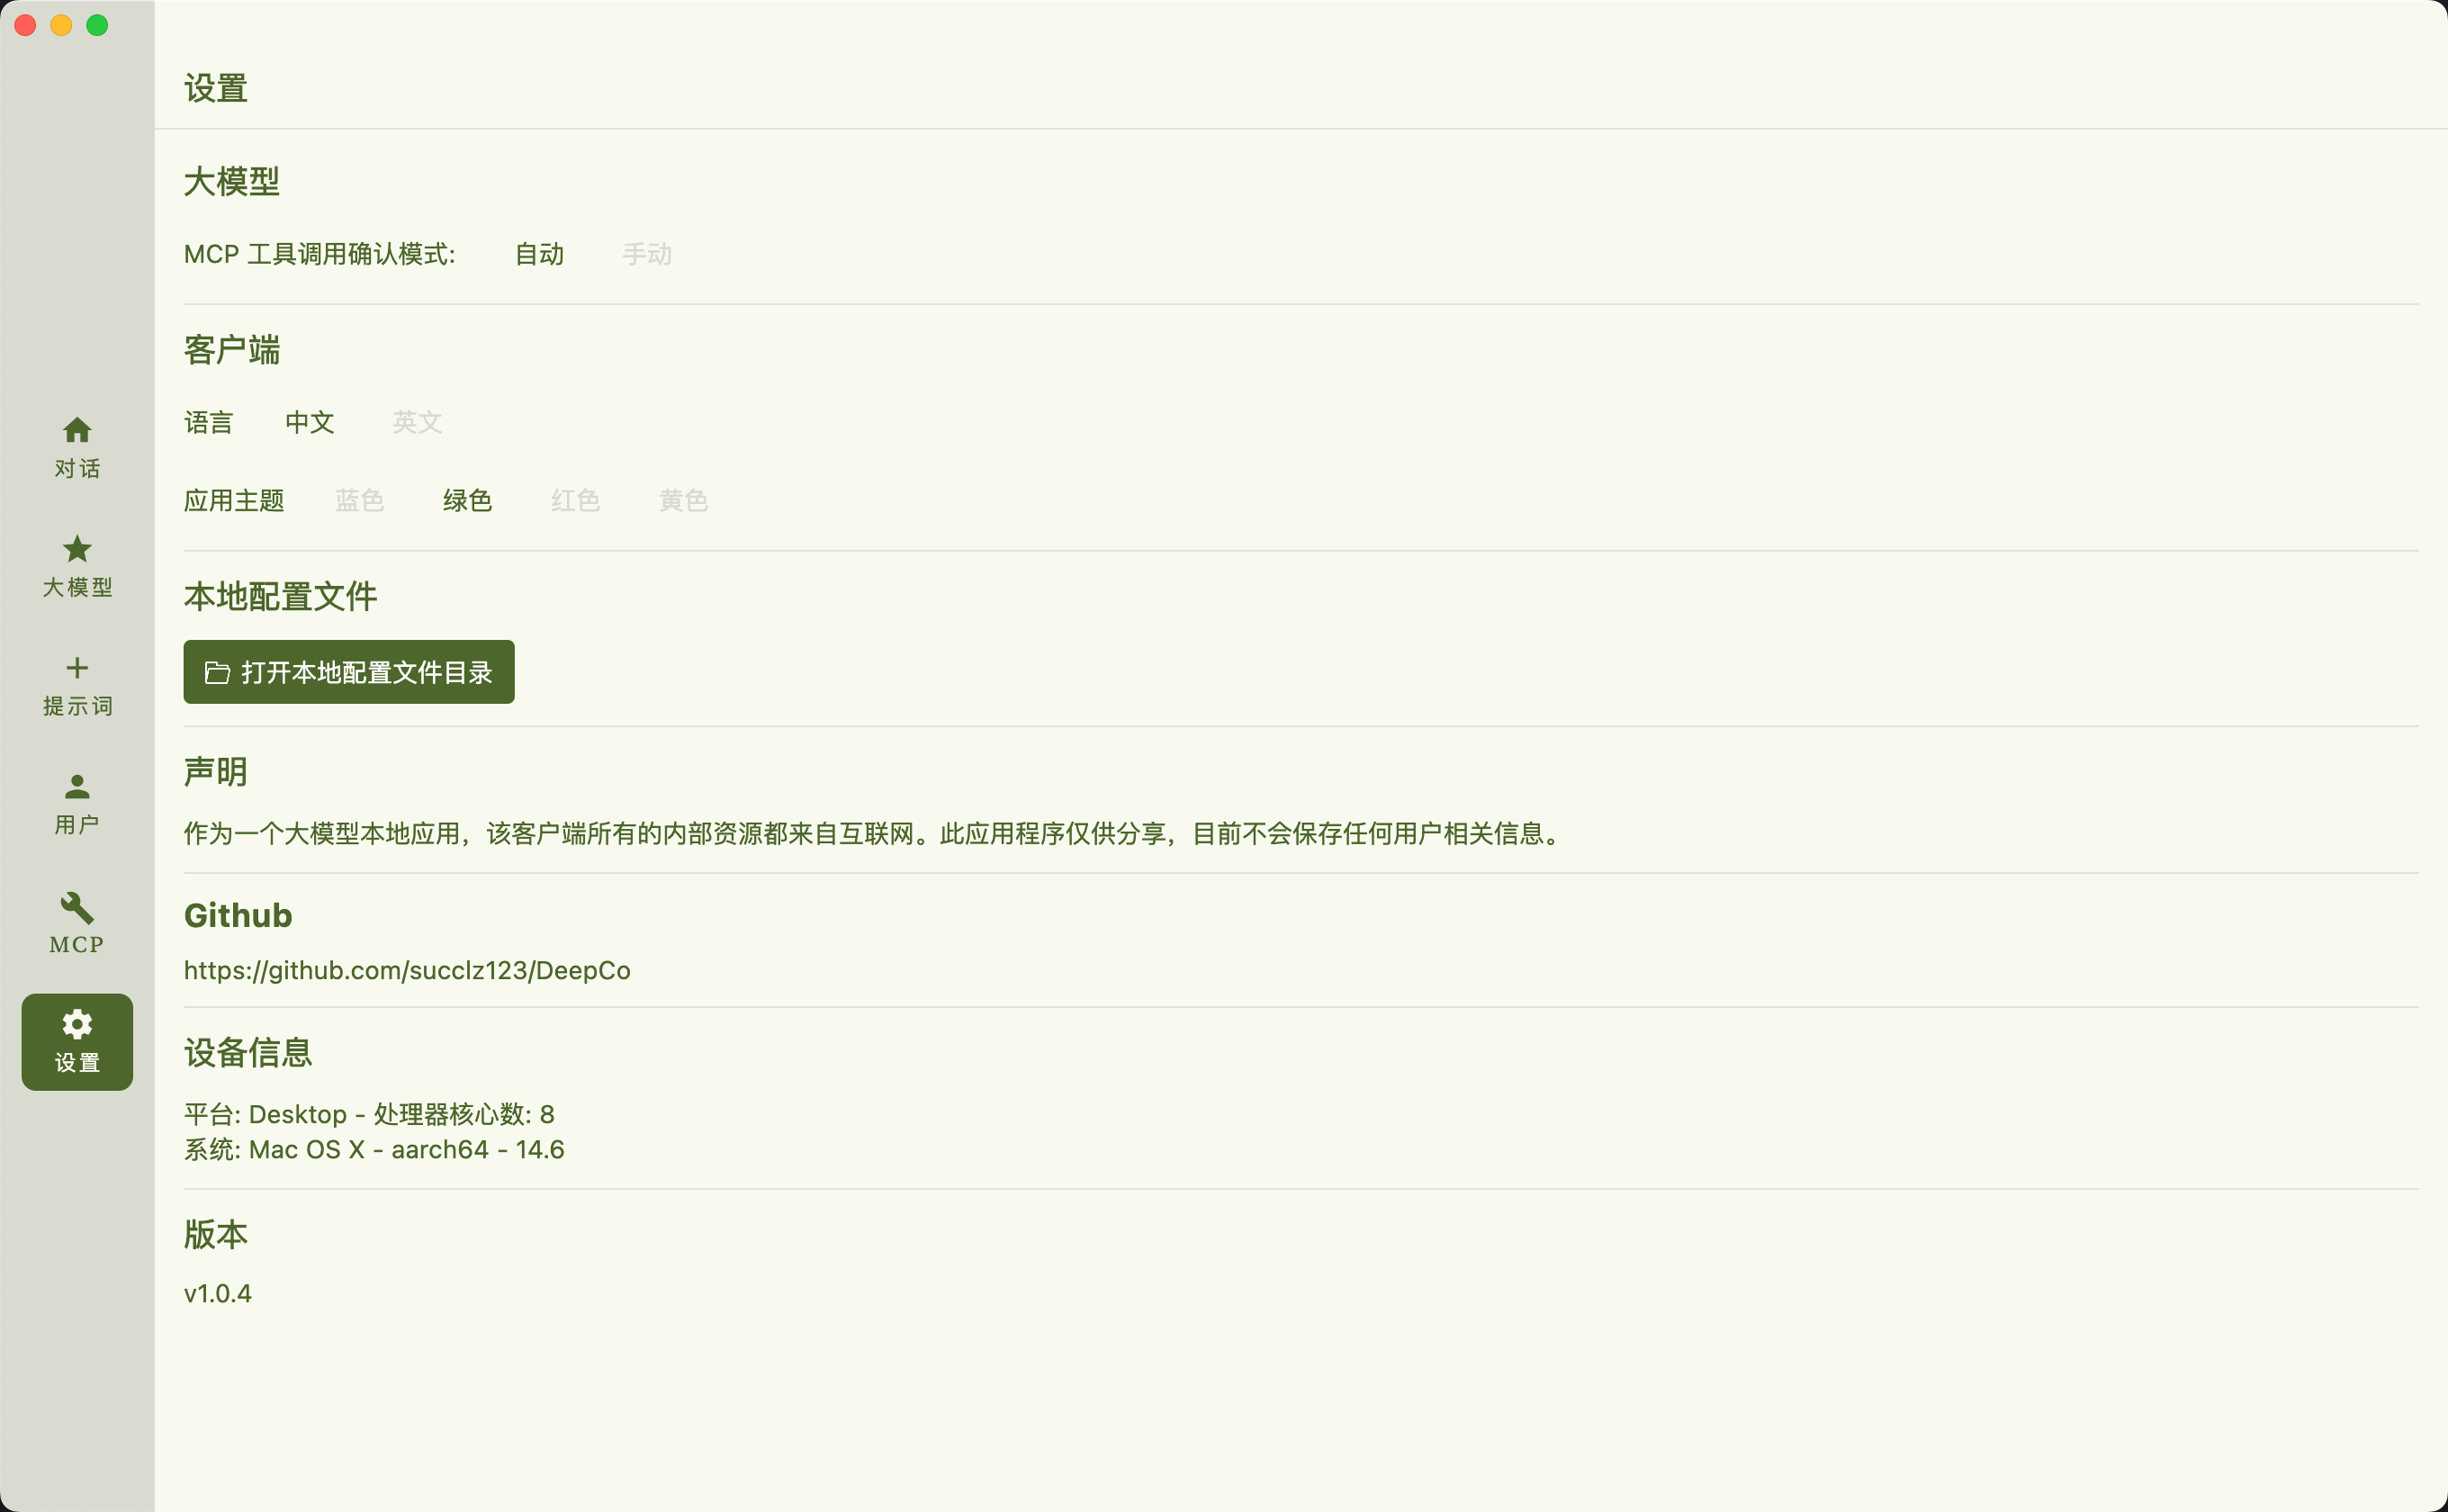 设置
大模型
MCP 工具调用确认模式: 自动 手动
客户端
语言 中文 英文
应用主题 蓝色 绿色 红色 黄色
本地配置文件
打开本地配置文件目录
声明
作为一个大模型本地应用，该客户端所有的内部资源都来自互联网。此应用程序仅供分享，目前不会保存任何用户相关信息。
Github
https://github.com/succlz123/DeepCo
设备信息
平台: Desktop - 处理器核心数: 8
系统: Mac OS X - aarch64 - 14.6
版本
v1.0.4
对话
大模型
提示词
用户
MCP
设置